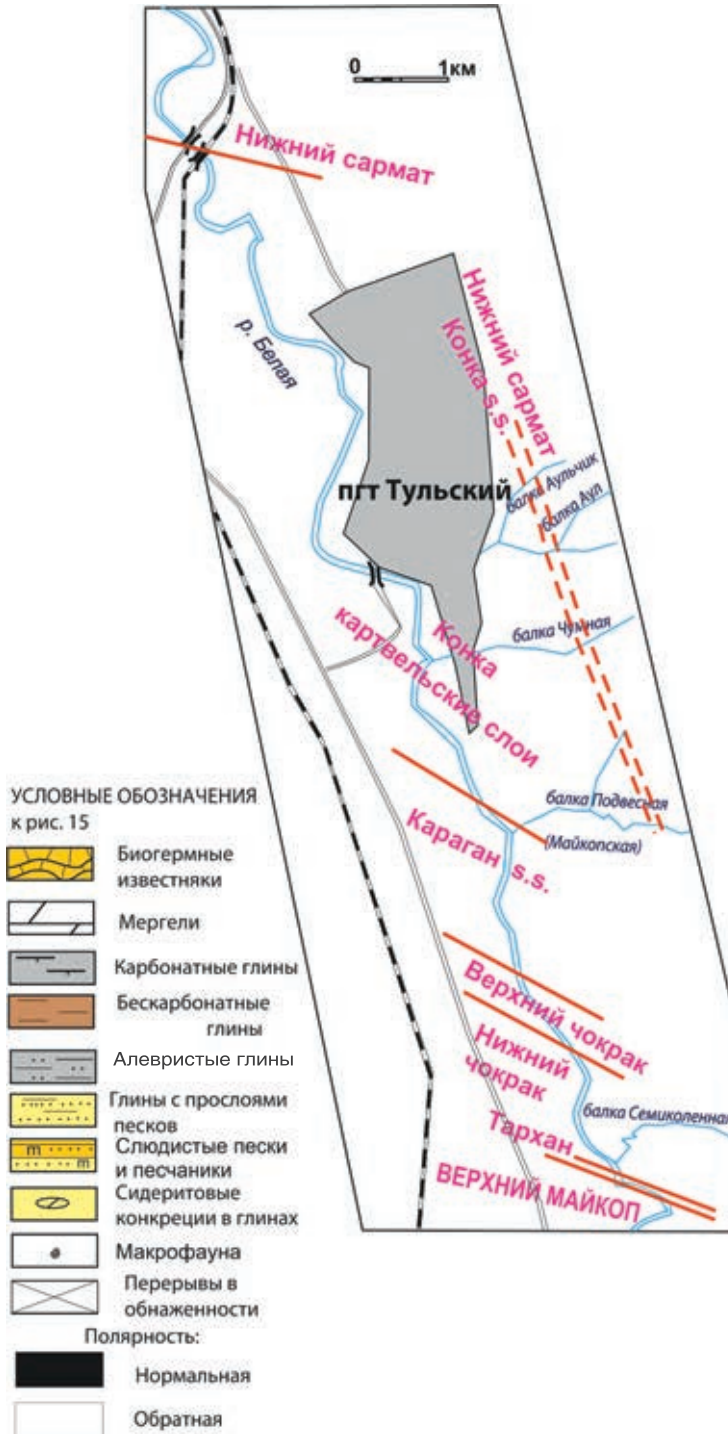 0 1км
Нижний сармат
р. Белая
Нижний сармат
Конка s.s.
балка Аульчик
пгт Тульский
балка Аул
балка Чумная
Конка
картвельские слои
балка Подвесная
(Майкопская)
Караган s.s.
Верхний чокрак
Нижний
чокрак
балка Семиколенная
Тархан
ВЕРХНИЙ МАЙКОП
УСЛОВНЫЕ ОБОЗНАЧЕНИЯ
к рис. 15
Биогермные
известняки
Мергели
Карбонатные глины
Бескарбонатные
глины
Алевристые глины
Глины с прослоями
песков
m
m
Слюдистые пески
и песчаники
Сидеритовые
конкреции в глинах
Макрофауна
Перерывы в
обнаженности
Полярность:
Нормальная
Обратная